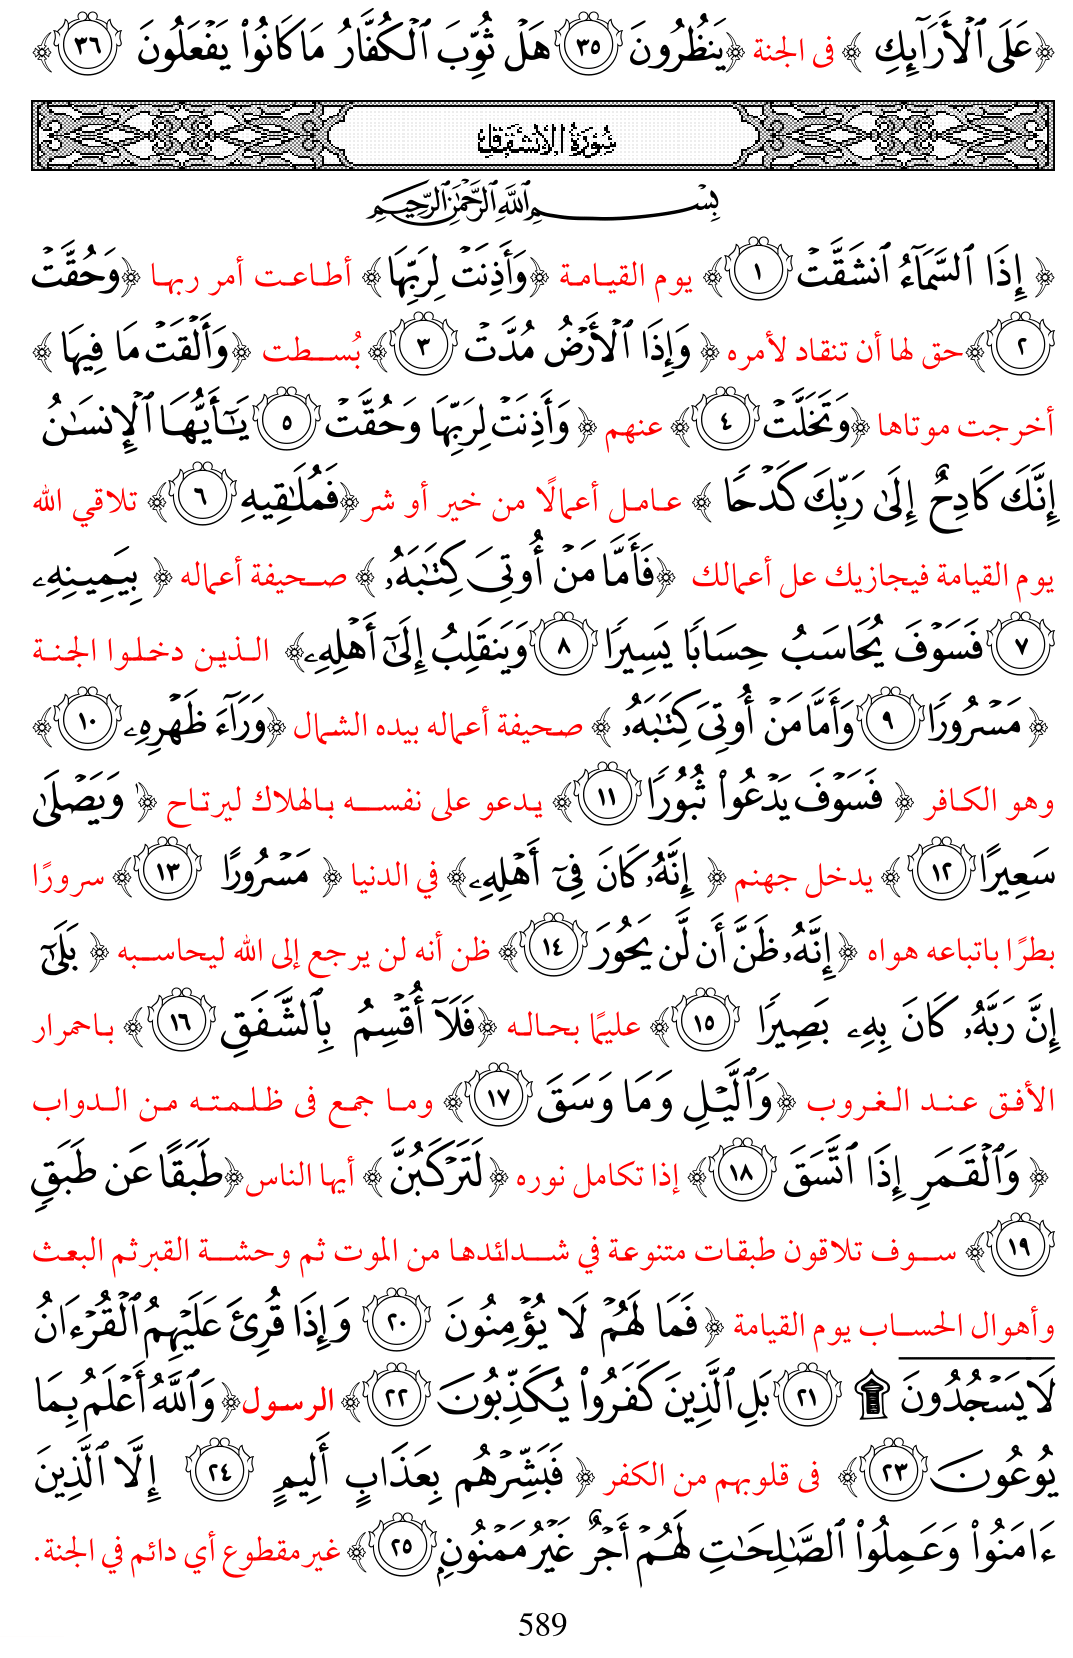 ﴿عَلَى ٱلْأَرَآئِكِ ﴾ فى الجنة ﴿يَنظُرُونَ ٣٥ هَلْ ثُوِّبَ ٱلْكُفَّارُ مَا كَانُوا۟ يَفْعَلُونَ ٣٦﴾
سُورَةُ الانْشِقَاقِ
بِسْمِ ٱللَّهِ ٱلرَّحْمَٰنِ ٱلرَّحِيمِ
﴿ إِذَا ٱلسَّمَآءُ ٱنشَقَّتْ ١﴾ يوم القيامة ﴿وَأَذِنَتْ لِرَبِّهَا﴾ أطاعت أمر ربها ﴿وَحُقَّتْ
٢﴾حق لها أن تنقاد لأمره ﴿ وَإِذَا ٱلْأَرْضُ مُدَّتْ ٣﴾ بُسطت ﴿وَأَلْقَتْ مَا فِيهَا ﴾
أخرجت موتاها ﴿وَتَخَلَّتْ ٤﴾ عنهم ﴿ وَأَذِنَتْ لِرَبِّهَا وَحُقَّتْ ٥ يَـٰٓأَيُّهَا ٱلْإِنسَـٰنُ
إِنَّكَ كَادِحٌ إِلَىٰ رَبِّكَ كَدْحًا ﴾ عامل أعمالًا من خير أو شر ﴿فَمُلَـٰقِيهِ ٦﴾ تلاقي الله
يوم القيامة فيجازيك عل أعمالك ﴿فَأَمَّا مَنْ أُوتِىَ كِتَـٰبَهُۥ ﴾ صحيفة أعماله ﴿ بِيَمِينِهِۦ
٧ فَسَوْفَ يُحَاسَبُ حِسَابًا يَسِيرًا ٨ وَيَنقَلِبُ إِلَىٰٓ أَهْلِهِۦ﴾ الذين دخلوا الجنة
﴿ مَسْرُورًا ٩ وَأَمَّا مَنْ أُوتِىَ كِتَـٰبَهُۥ ﴾ صحيفة أعماله بيده الشمال ﴿وَرَآءَ ظَهْرِهِۦ ١٠﴾
وهو الكافر ﴿ فَسَوْفَ يَدْعُوا۟ ثُبُورًا ١١﴾ يدعو على نفسه بالهلاك ليرتاح ﴿ وَيَصْلَىٰ
سَعِيرًا ١٢﴾ يدخل جهنم ﴿ إِنَّهُۥ كَانَ فِىٓ أَهْلِهِۦ﴾ في الدنيا ﴿ مَسْرُورًا ١٣﴾ سرورًا
بطرًا باتباعه هواه ﴿إِنَّهُۥ ظَنَّ أَن لَّن يَحُورَ ١٤﴾ ظن أنه لن يرجع إلى الله ليحاسبه ﴿ بَلَىٰٓ
إِنَّ رَبَّهُۥ كَانَ بِهِۦ بَصِيرًا ١٥﴾ عليمًا بحاله ﴿فَلَآ أُقْسِمُ بِٱلشَّفَقِ ١٦﴾ باحمرار
الأفق عند الغروب ﴿وَٱلَّيْلِ وَمَا وَسَقَ ١٧﴾ وما جمع فى ظلمته من الدواب
﴿ وَٱلْقَمَرِ إِذَا ٱتَّسَقَ ١٨﴾ إذا تكامل نوره ﴿لَتَرْكَبُنَّ﴾ أيها الناس ﴿طَبَقًا عَن طَبَقٍ
١٩﴾ سوف تلاقون طبقات متنوعة في شدائدها من الموت ثم وحشة القبر ثم البعث
وأهوال الحساب يوم القيامة ﴿ فَمَا لَهُمْ لَا يُؤْمِنُونَ ٢٠ وَإِذَا قُرِئَ عَلَيْهِمُ ٱلْقُرْءَانُ
لَا يَسْجُدُونَ ۩ ٢١ بَلِ ٱلَّذِينَ كَفَرُوا۟ يُكَذِّبُونَ ٢٢﴾ الرسول ﴿وَٱللَّهُ أَعْلَمُ بِمَا
يُوعُونَ ٢٣﴾ فى قلوبهم من الكفر ﴿ فَبَشِّرْهُم بِعَذَابٍ أَلِيمٍ ٢٤ إِلَّا ٱلَّذِينَ
ءَامَنُوا۟ وَعَمِلُوا۟ ٱلصَّـٰلِحَـٰتِ لَهُمْ أَجْرٌ غَيْرُ مَمْنُونٍ ٢٥﴾ غير مقطوع أي دائم في الجنة.
589